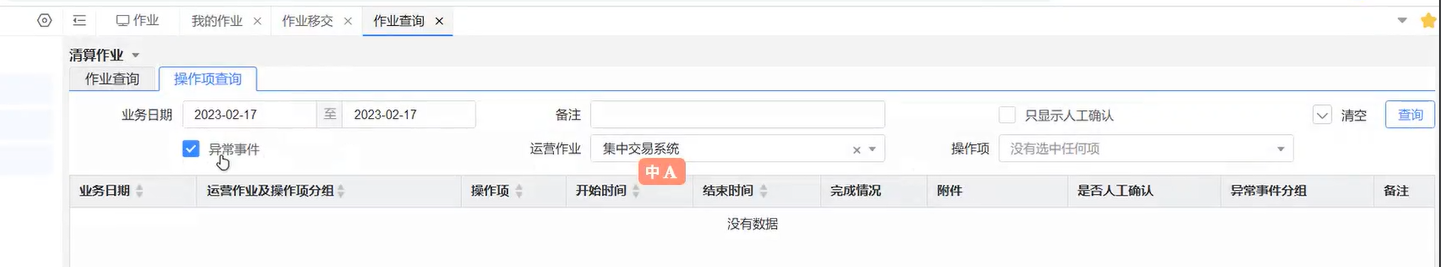 作业 我的作业 作业移交 作业查询
清算作业
作业查询 操作项查询
业务日期 2023-02-17 至 2023-02-17 备注 只显示人工确认 清空 查询
异常事件 运营作业 集中交易系统 操作项 没有选中任何项
中A
业务日期 运营作业及操作项分组 操作项 开始时间 结束时间 完成情况 附件 是否人工确认 异常事件分组 备注
没有数据